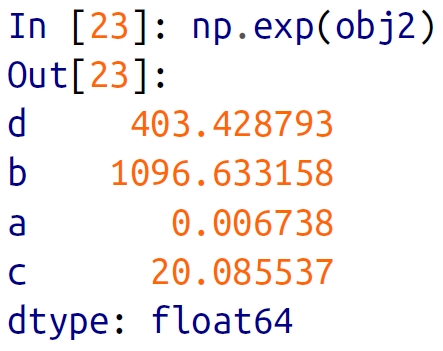 In [23]: np.exp(obj2)
Out[23]:
d     403.428793
b    1096.633158
a       0.006738
c      20.085537
dtype: float64